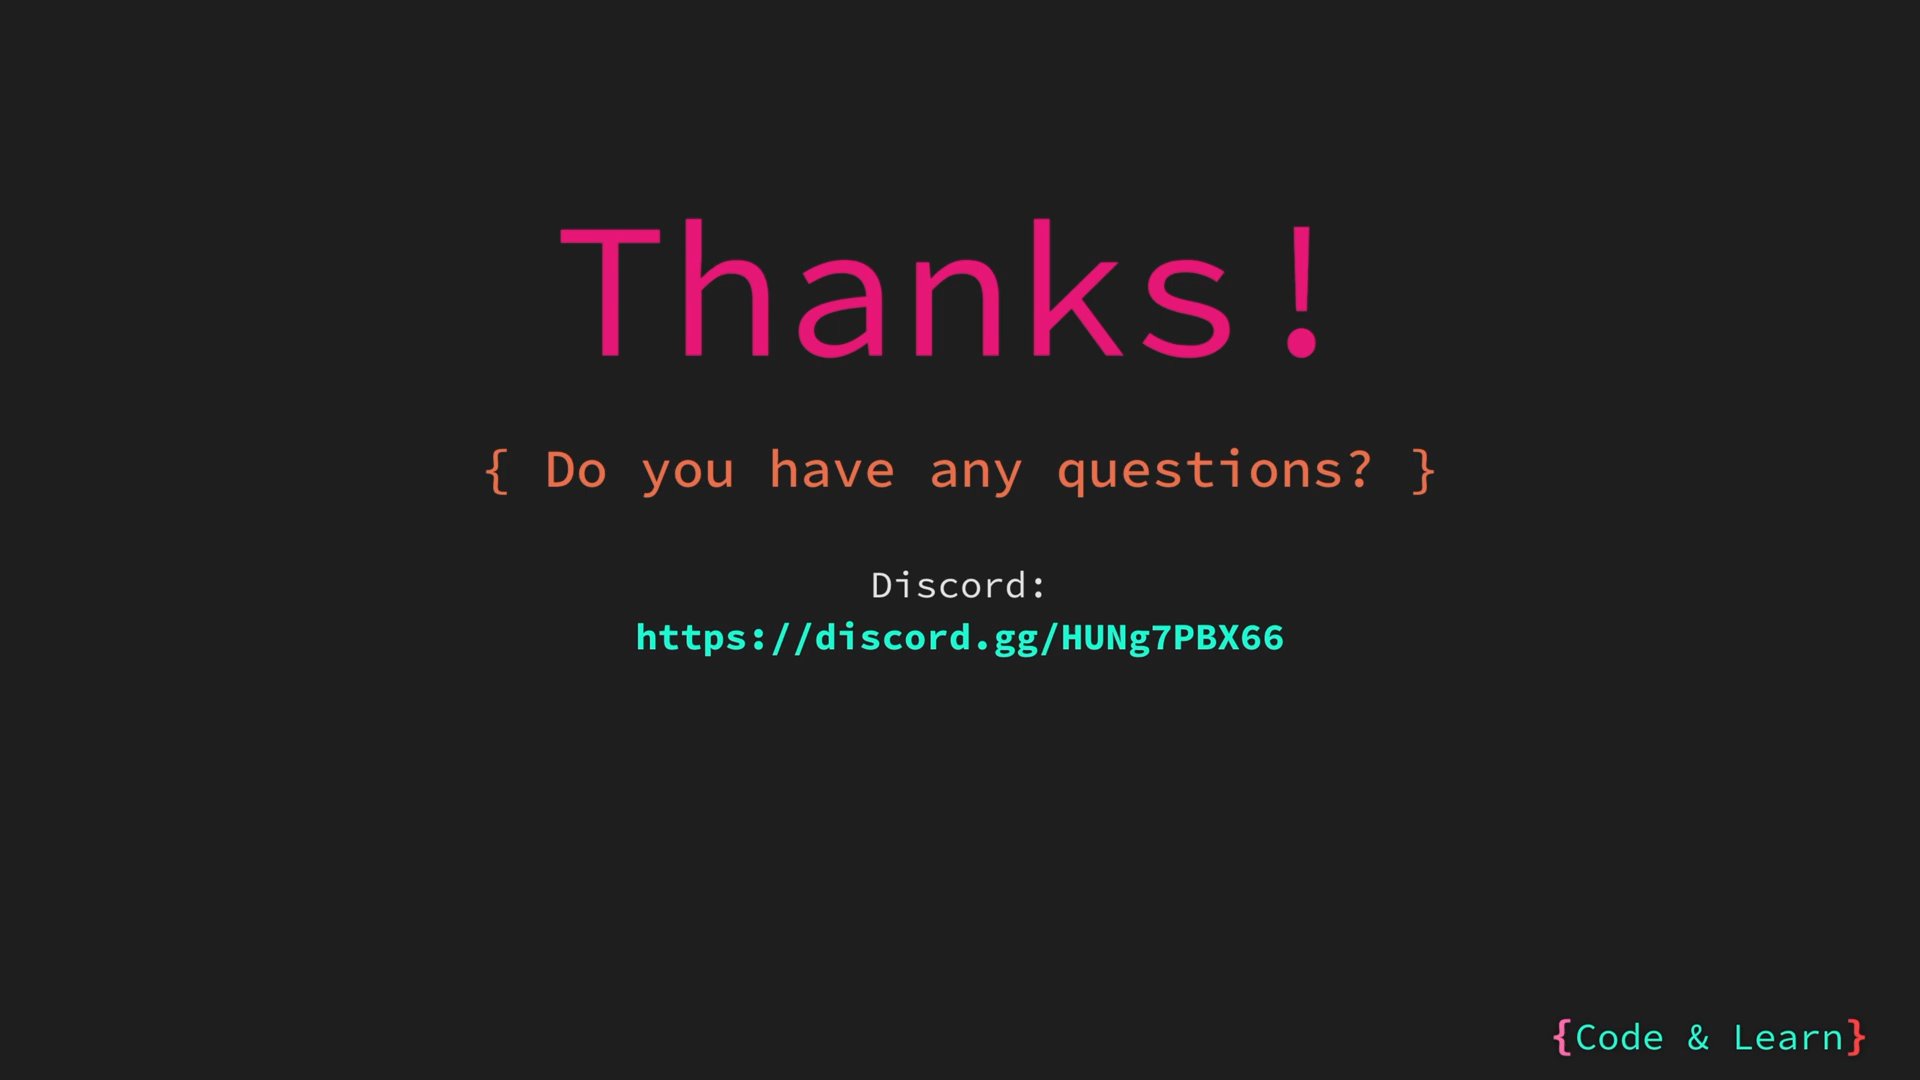 Thanks!
{ Do you have any questions? }
Discord:
https://discord.gg/HUNg7PBX66
{Code & Learn}